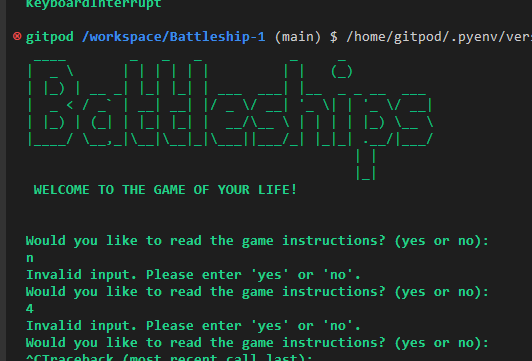 KeyboardInterrupt
gitpod /workspace/Battleship-1 (main) $ /home/gitpod/.pyenv/ver
Battleships
WELCOME TO THE GAME OF YOUR LIFE!
Would you like to read the game instructions? (yes or no):
n
Invalid input. Please enter 'yes' or 'no'.
Would you like to read the game instructions? (yes or no):
4
Invalid input. Please enter 'yes' or 'no'.
Would you like to read the game instructions? (yes or no):
^CTraceback (most recent call last):